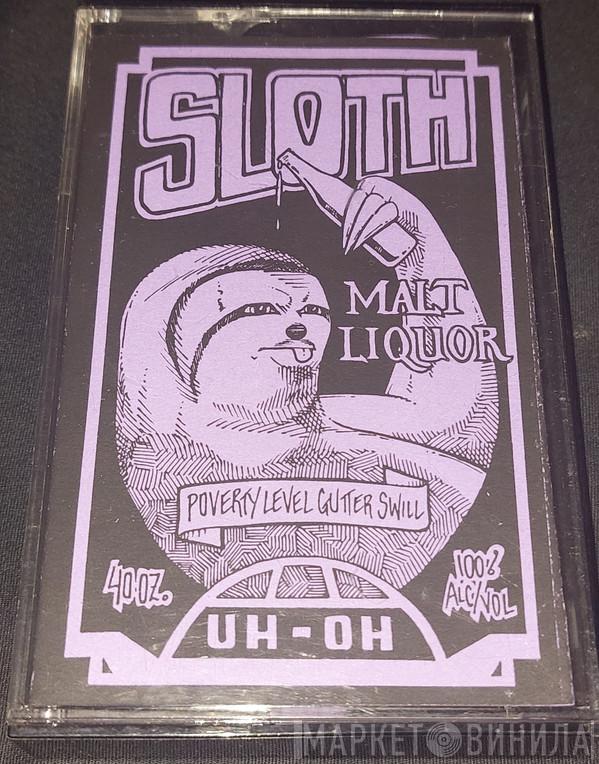 SLOTH
MALT
LIQUOR
POVERTY LEVEL GUTTER SWILL
40 OZ.
100%
ALC/VOL
UH-OH
МАРКЕТ ВИНИЛА